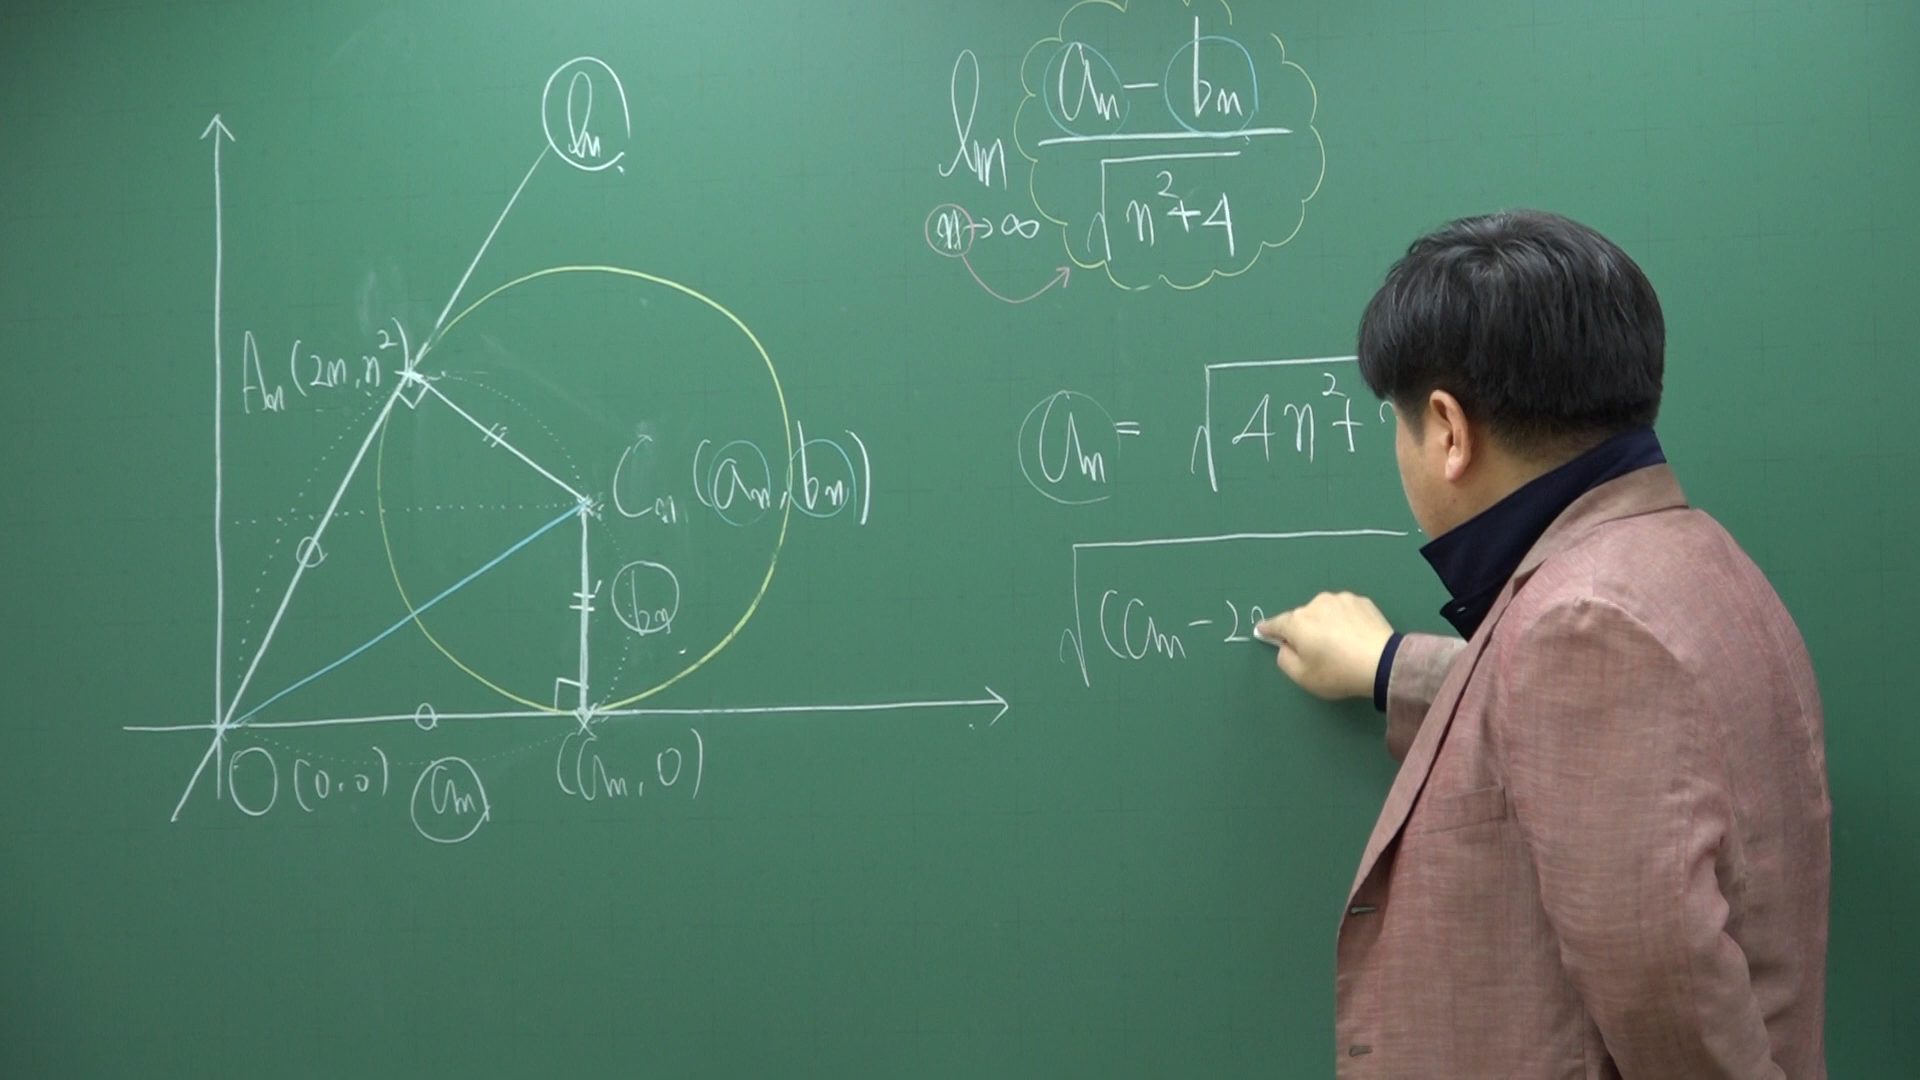 lₙ
Aₙ(2n, n²)
Cₙ(aₙ, bₙ)
bₙ
O(0,0)
aₙ
(aₙ, 0)
lim n→∞ (aₙ − bₙ)/√(n²+4)
aₙ = √(4n²+
√((aₙ − 2n